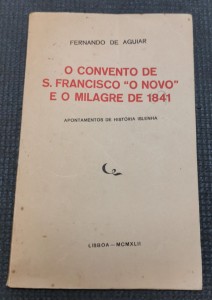 FERNANDO DE AGUIAR
O CONVENTO DE
S. FRANCISCO "O NOVO"
E O MILAGRE DE 1841
APONTAMENTOS DE HISTÓRIA ISLENHA
LISBOA — MCMXLII